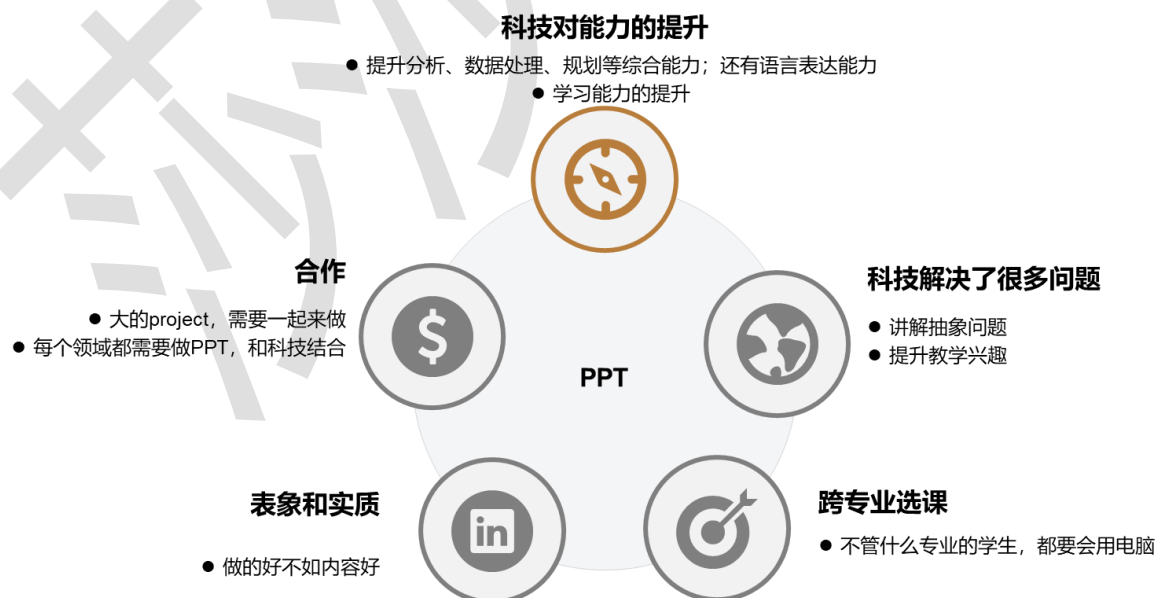 科技对能力的提升
● 提升分析、数据处理、规划等综合能力；还有语言表达能力
● 学习能力的提升
合作
● 大的project，需要一起来做
● 每个领域都需要做PPT，和科技结合
科技解决了很多问题
● 讲解抽象问题
● 提升教学兴趣
PPT
表象和实质
● 做的好不如内容好
in
跨专业选课
● 不管什么专业的学生，都要会用电脑
$